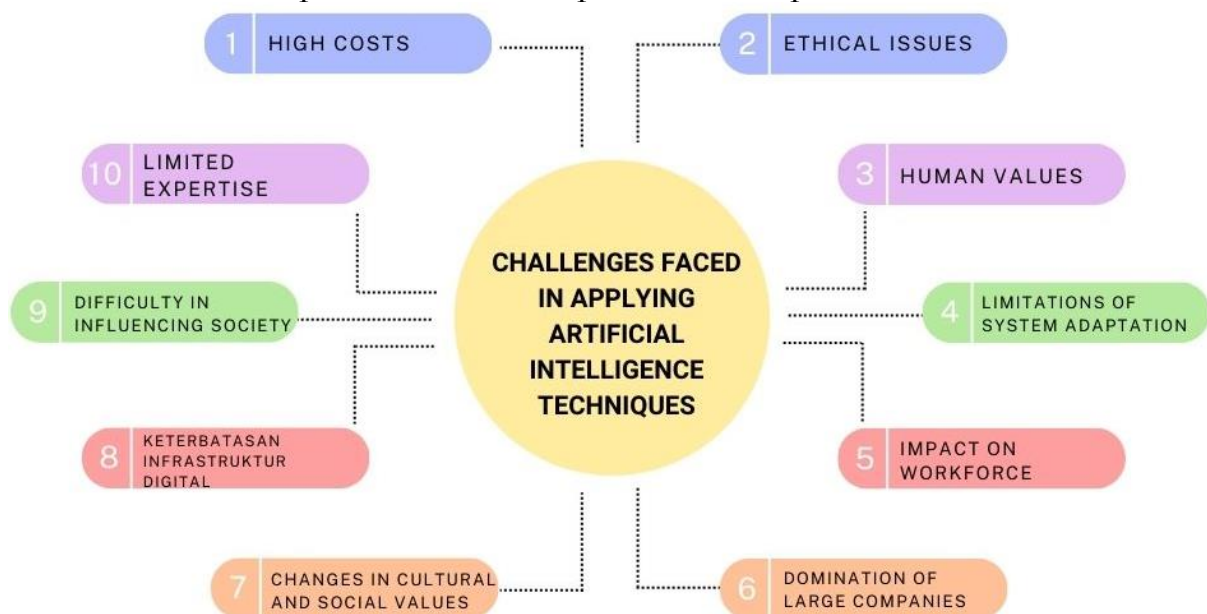 1 HIGH COSTS
2 ETHICAL ISSUES
10 LIMITED
EXPERTISE
3 HUMAN VALUES
CHALLENGES FACED
IN APPLYING
ARTIFICIAL
INTELLIGENCE
TECHNIQUES
9 DIFFICULTY IN
INFLUENCING SOCIETY
4 LIMITATIONS OF
SYSTEM ADAPTATION
8 KETERBATASAN
INFRASTRUKTUR
DIGITAL
5 IMPACT ON
WORKFORCE
7 CHANGES IN CULTURAL
AND SOCIAL VALUES
6 DOMINATION OF
LARGE COMPANIES